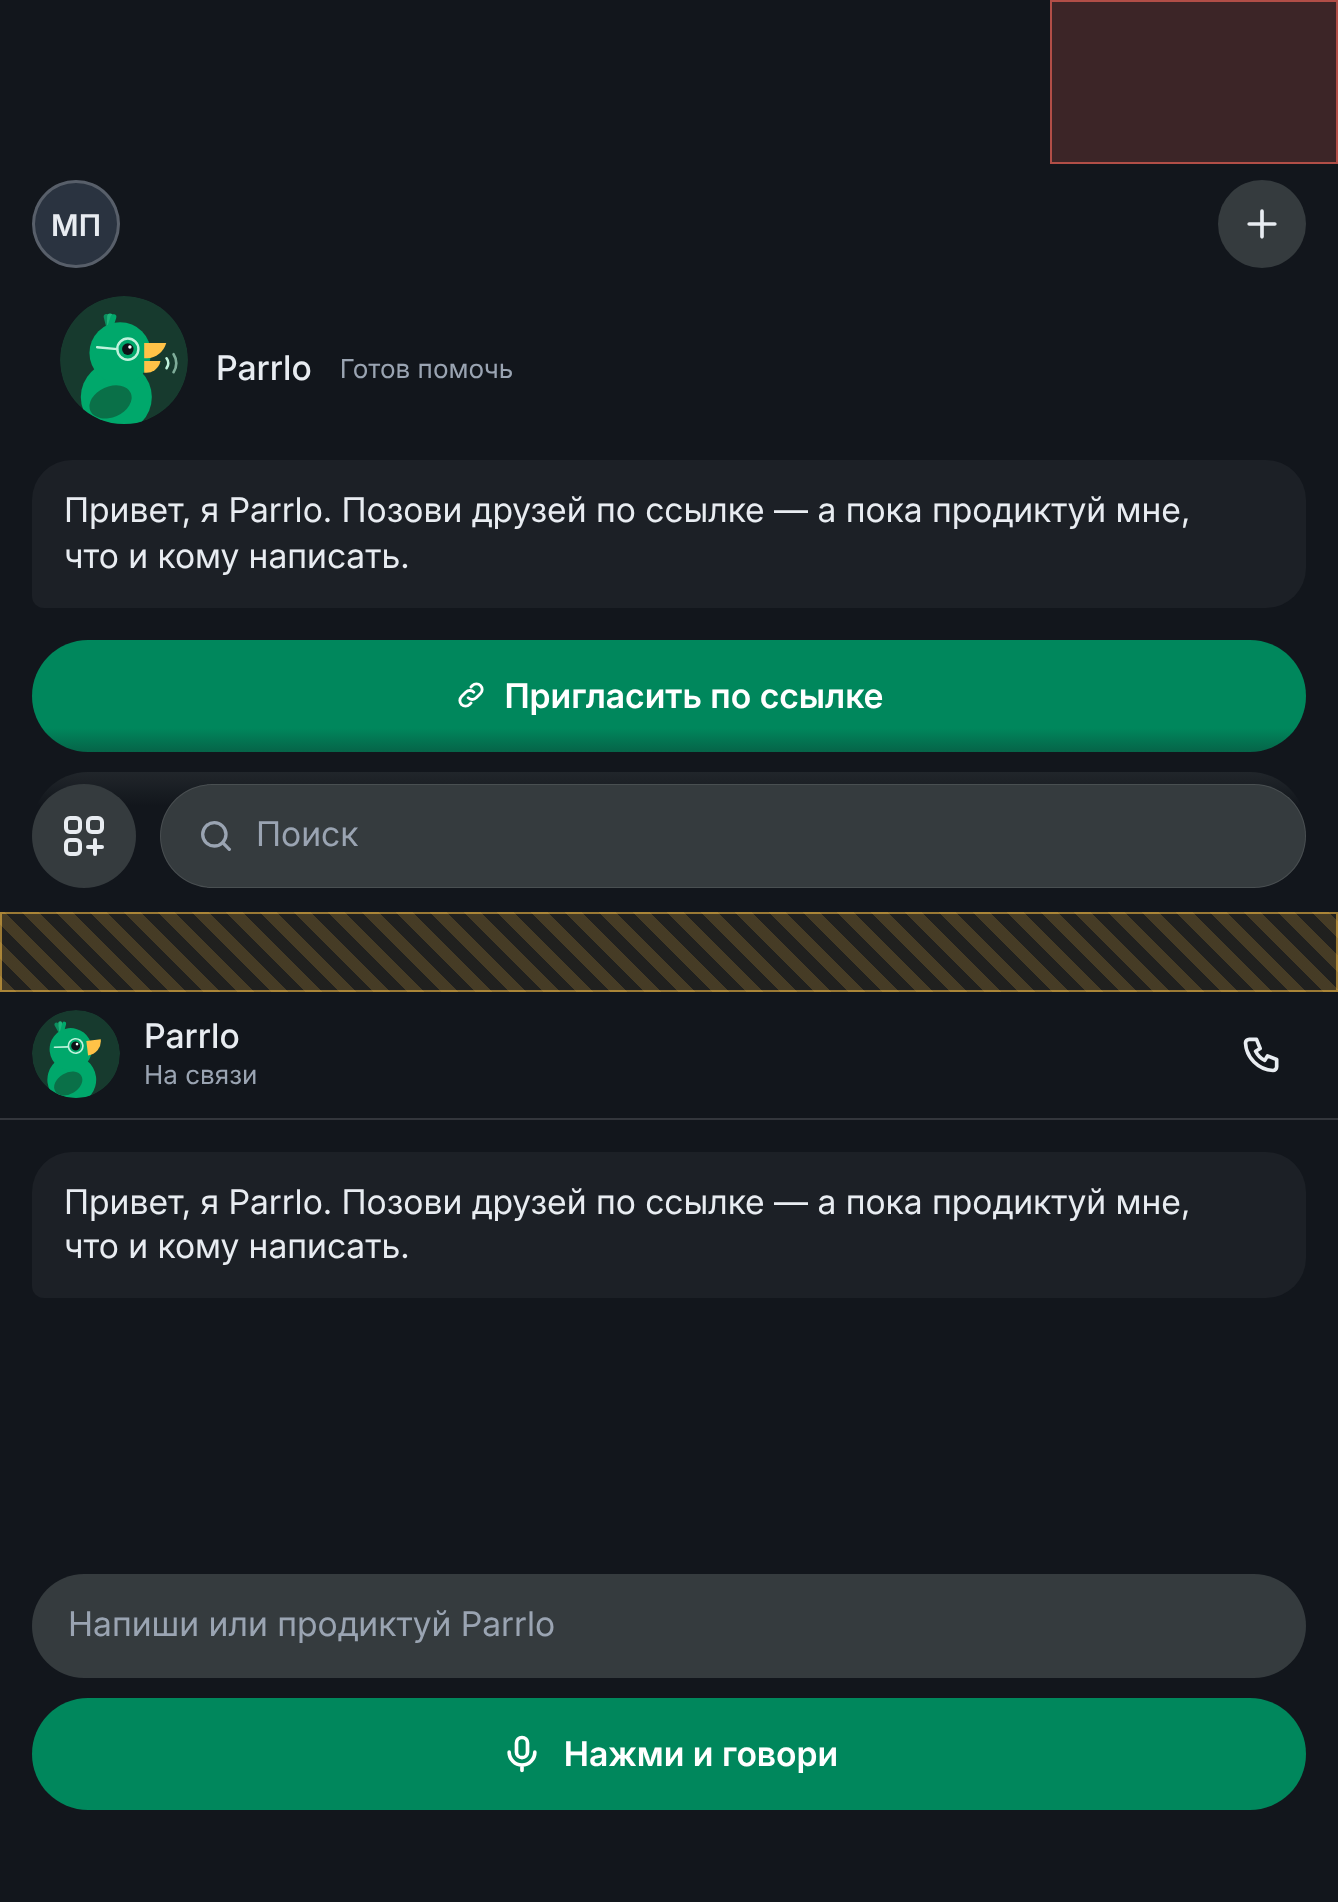 МП
Parrlo Готов помочь
Привет, я Parrlo. Позови друзей по ссылке — а пока продиктуй мне,
что и кому написать.
Пригласить по ссылке
Поиск
Parrlo
На связи
Привет, я Parrlo. Позови друзей по ссылке — а пока продиктуй мне,
что и кому написать.
Напиши или продиктуй Parrlo
Нажми и говори